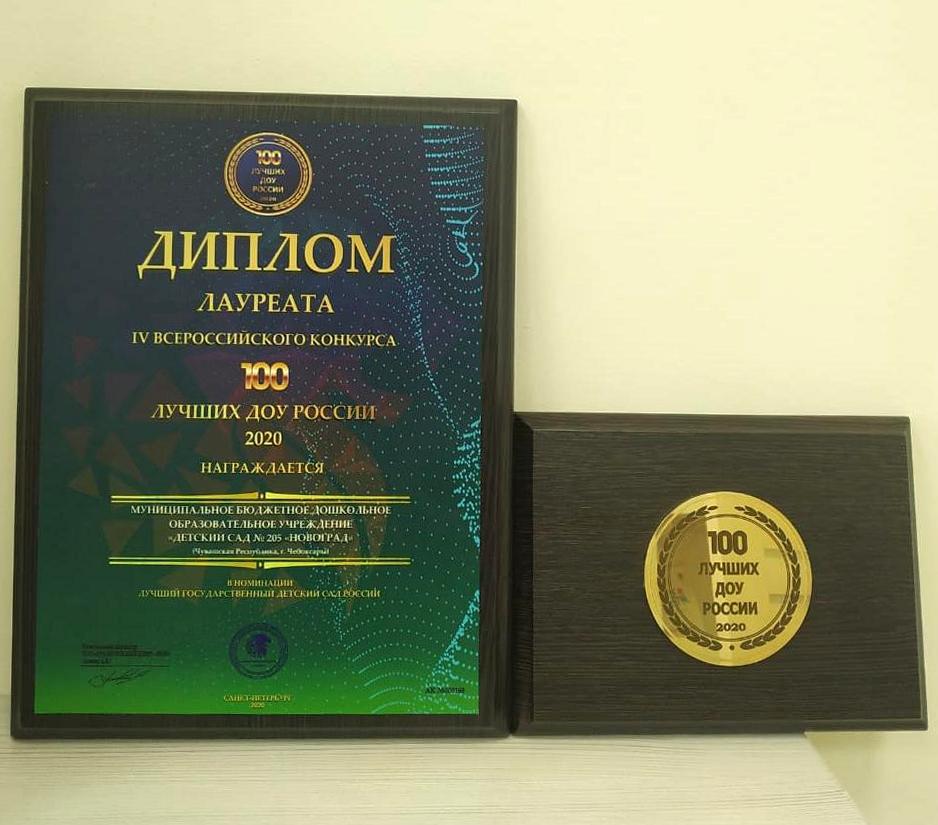 100
ЛУЧШИХ
ДОУ
РОССИИ
2020
ДИПЛОМ
ЛАУРЕАТА
IV ВСЕРОССИЙСКОГО КОНКУРСА
100
ЛУЧШИХ ДОУ РОССИИ
2020
НАГРАЖДАЕТСЯ
МУНИЦИПАЛЬНОЕ БЮДЖЕТНОЕ ДОШКОЛЬНОЕ
ОБРАЗОВАТЕЛЬНОЕ УЧРЕЖДЕНИЕ
«ДЕТСКИЙ САД № 205 «НОВОГРАД»
(Чувашская Республика, г. Чебоксары)
В НОМИНАЦИИ
ЛУЧШИЙ ГОСУДАРСТВЕННЫЙ ДЕТСКИЙ САД РОССИИ
САНКТ-ПЕТЕРБУРГ
2020
100
ЛУЧШИХ
ДОУ
РОССИИ
2020